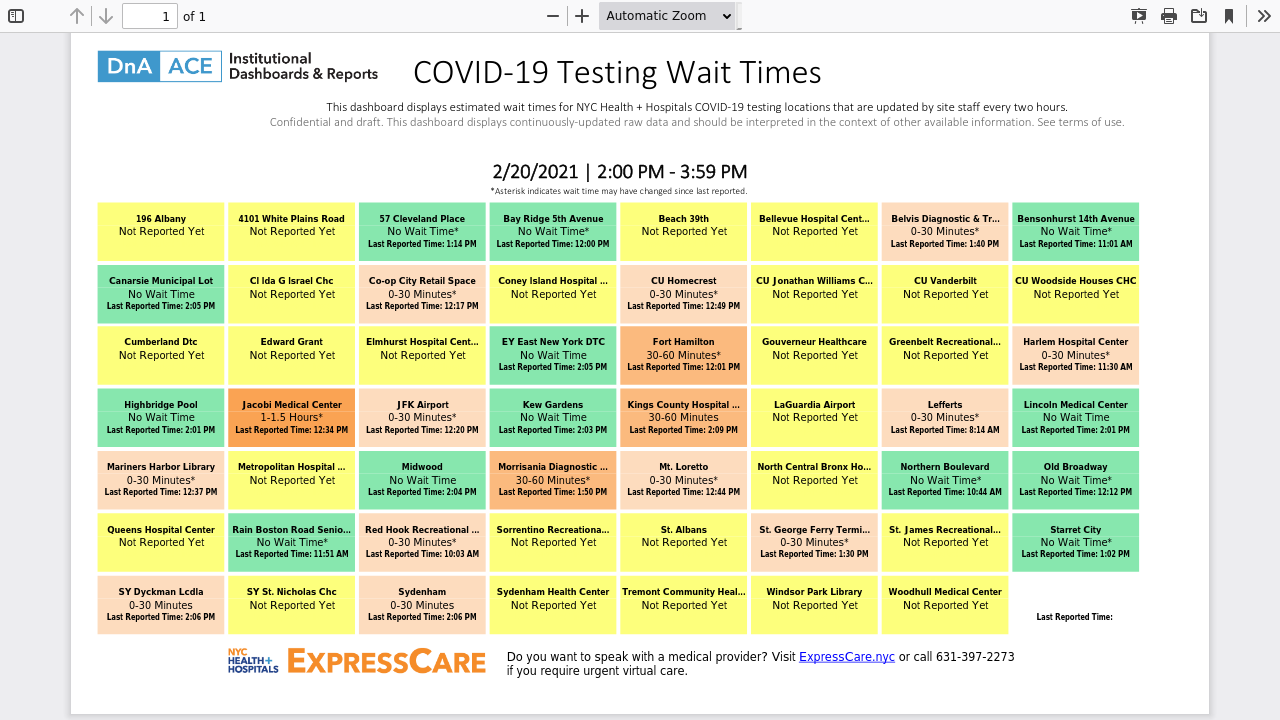 1 of 1
Automatic Zoom
DnA ACE Institutional Dashboards & Reports
COVID-19 Testing Wait Times
This dashboard displays estimated wait times for NYC Health + Hospitals COVID-19 testing locations that are updated by site staff every two hours.
Confidential and draft. This dashboard displays continuously-updated raw data and should be interpreted in the context of other available information. See terms of use.
2/20/2021 | 2:00 PM - 3:59 PM
*Asterisk indicates wait time may have changed since last reported.
196 Albany
Not Reported Yet
4101 White Plains Road
Not Reported Yet
57 Cleveland Place
No Wait Time*
Last Reported Time: 1:14 PM
Bay Ridge 5th Avenue
No Wait Time*
Last Reported Time: 12:00 PM
Beach 39th
Not Reported Yet
Bellevue Hospital Cent...
Not Reported Yet
Belvis Diagnostic & Tr...
0-30 Minutes*
Last Reported Time: 1:40 PM
Bensonhurst 14th Avenue
No Wait Time*
Last Reported Time: 11:01 AM
Canarsie Municipal Lot
No Wait Time
Last Reported Time: 2:05 PM
Cl Ida G Israel Chc
Not Reported Yet
Co-op City Retail Space
0-30 Minutes*
Last Reported Time: 12:17 PM
Coney Island Hospital ...
Not Reported Yet
CU Homecrest
0-30 Minutes*
Last Reported Time: 12:49 PM
CU Jonathan Williams C...
Not Reported Yet
CU Vanderbilt
Not Reported Yet
CU Woodside Houses CHC
Not Reported Yet
Cumberland Dtc
Not Reported Yet
Edward Grant
Not Reported Yet
Elmhurst Hospital Cent...
Not Reported Yet
EY East New York DTC
No Wait Time
Last Reported Time: 2:05 PM
Fort Hamilton
30-60 Minutes*
Last Reported Time: 12:01 PM
Gouverneur Healthcare
Not Reported Yet
Greenbelt Recreational...
Not Reported Yet
Harlem Hospital Center
0-30 Minutes*
Last Reported Time: 11:30 AM
Highbridge Pool
No Wait Time
Last Reported Time: 2:01 PM
Jacobi Medical Center
1-1.5 Hours*
Last Reported Time: 12:34 PM
JFK Airport
0-30 Minutes*
Last Reported Time: 12:20 PM
Kew Gardens
No Wait Time
Last Reported Time: 2:03 PM
Kings County Hospital ...
30-60 Minutes
Last Reported Time: 2:09 PM
LaGuardia Airport
Not Reported Yet
Lefferts
0-30 Minutes*
Last Reported Time: 8:14 AM
Lincoln Medical Center
No Wait Time
Last Reported Time: 2:01 PM
Mariners Harbor Library
0-30 Minutes*
Last Reported Time: 12:37 PM
Metropolitan Hospital ...
Not Reported Yet
Midwood
No Wait Time
Last Reported Time: 2:04 PM
Morrisania Diagnostic ...
30-60 Minutes*
Last Reported Time: 1:50 PM
Mt. Loretto
0-30 Minutes*
Last Reported Time: 12:44 PM
North Central Bronx Ho...
Not Reported Yet
Northern Boulevard
No Wait Time*
Last Reported Time: 10:44 AM
Old Broadway
No Wait Time*
Last Reported Time: 12:12 PM
Queens Hospital Center
Not Reported Yet
Rain Boston Road Senio...
No Wait Time*
Last Reported Time: 11:51 AM
Red Hook Recreational ...
0-30 Minutes*
Last Reported Time: 10:03 AM
Sorrentino Recreationa...
Not Reported Yet
St. Albans
Not Reported Yet
St. George Ferry Termi...
0-30 Minutes*
Last Reported Time: 1:30 PM
St. James Recreational...
Not Reported Yet
Starret City
No Wait Time*
Last Reported Time: 1:02 PM
SY Dyckman Lcdla
0-30 Minutes
Last Reported Time: 2:06 PM
SY St. Nicholas Chc
Not Reported Yet
Sydenham
0-30 Minutes
Last Reported Time: 2:06 PM
Sydenham Health Center
Not Reported Yet
Tremont Community Heal...
Not Reported Yet
Windsor Park Library
Not Reported Yet
Woodhull Medical Center
Not Reported Yet
Last Reported Time:
NYC
HEALTH+
HOSPITALS
EXPRESSCARE
Do you want to speak with a medical provider? Visit ExpressCare.nyc or call 631-397-2273
if you require urgent virtual care.